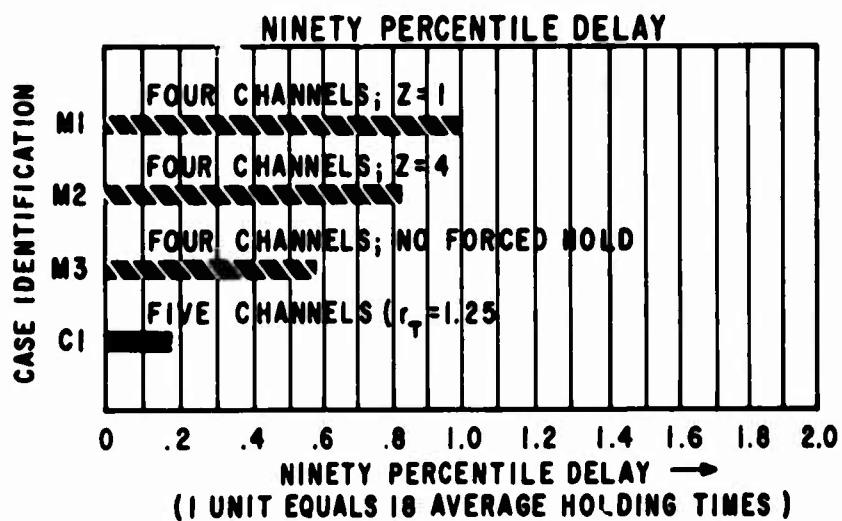 NINETY PERCENTILE DELAY
CASE IDENTIFICATION
FOUR CHANNELS; Z=1
M1
FOUR CHANNELS; Z=4
M2
FOUR CHANNELS; NO FORCED HOLD
M3
FIVE CHANNELS (r_T=1.25
C1
0 .2 .4 .6 .8 1.0 1.2 1.4 1.6 1.8 2.0
NINETY PERCENTILE DELAY →
(1 UNIT EQUALS 18 AVERAGE HOLDING TIMES)